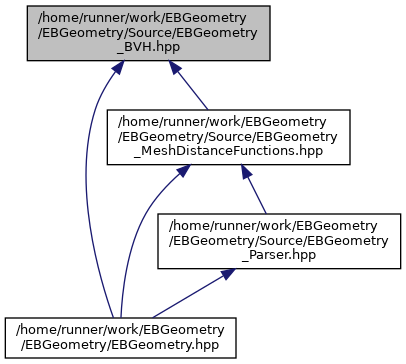 /home/runner/work/EBGeometry
/EBGeometry/Source/EBGeometry
_BVH.hpp
/home/runner/work/EBGeometry
/EBGeometry/Source/EBGeometry
_MeshDistanceFunctions.hpp
/home/runner/work/EBGeometry
/EBGeometry/Source/EBGeometry
_Parser.hpp
/home/runner/work/EBGeometry
/EBGeometry/EBGeometry.hpp